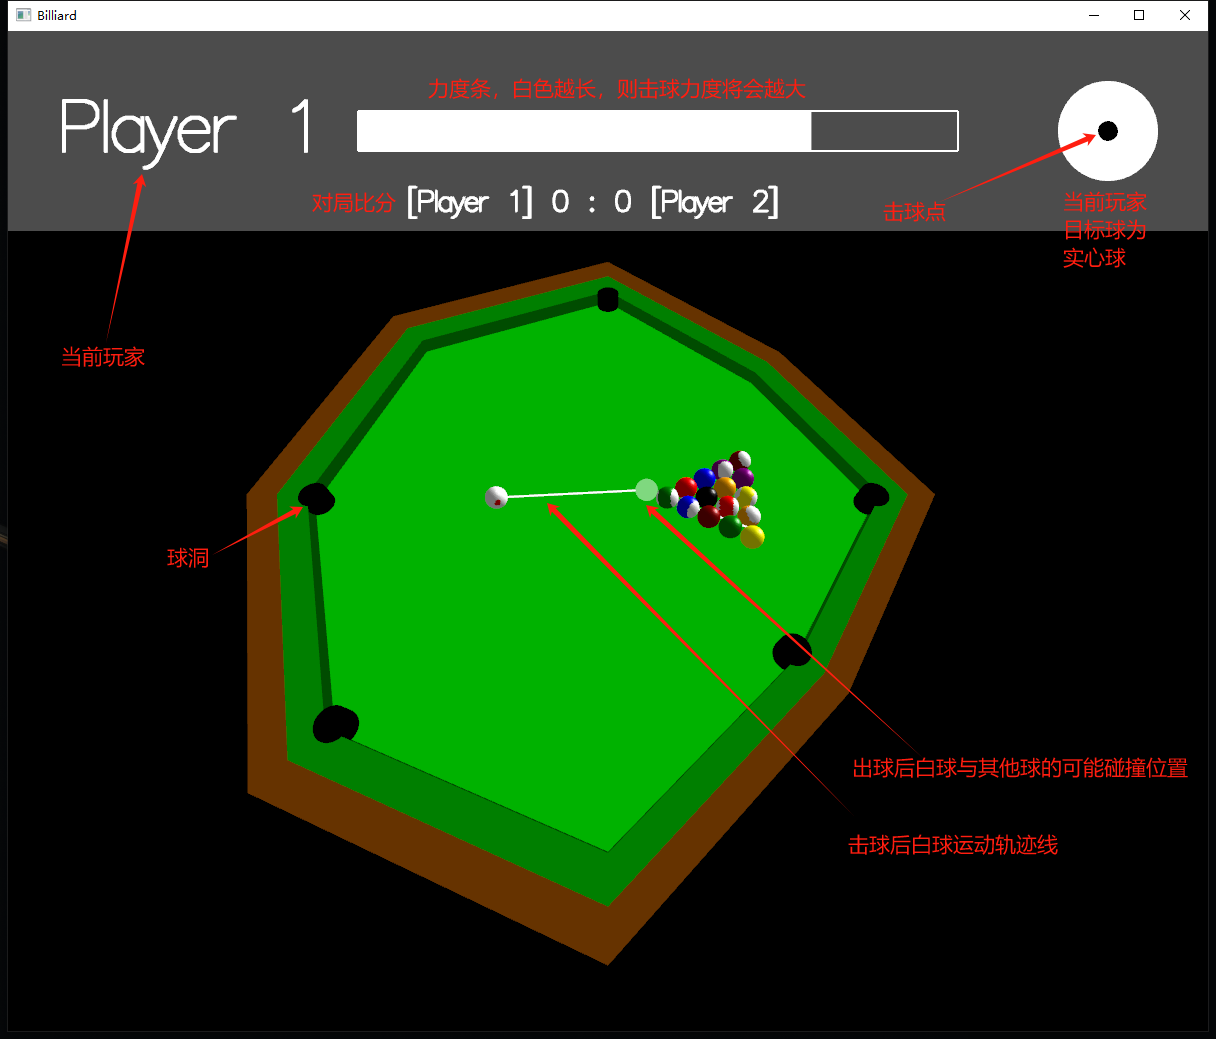 Billiard
力度条，白色越长，则击球力度将会越大
Player 1
对局比分 [Player 1] 0 : 0 [Player 2]
击球点
当前玩家
目标球为
实心球
当前玩家
球洞
出球后白球与其他球的可能碰撞位置
击球后白球运动轨迹线